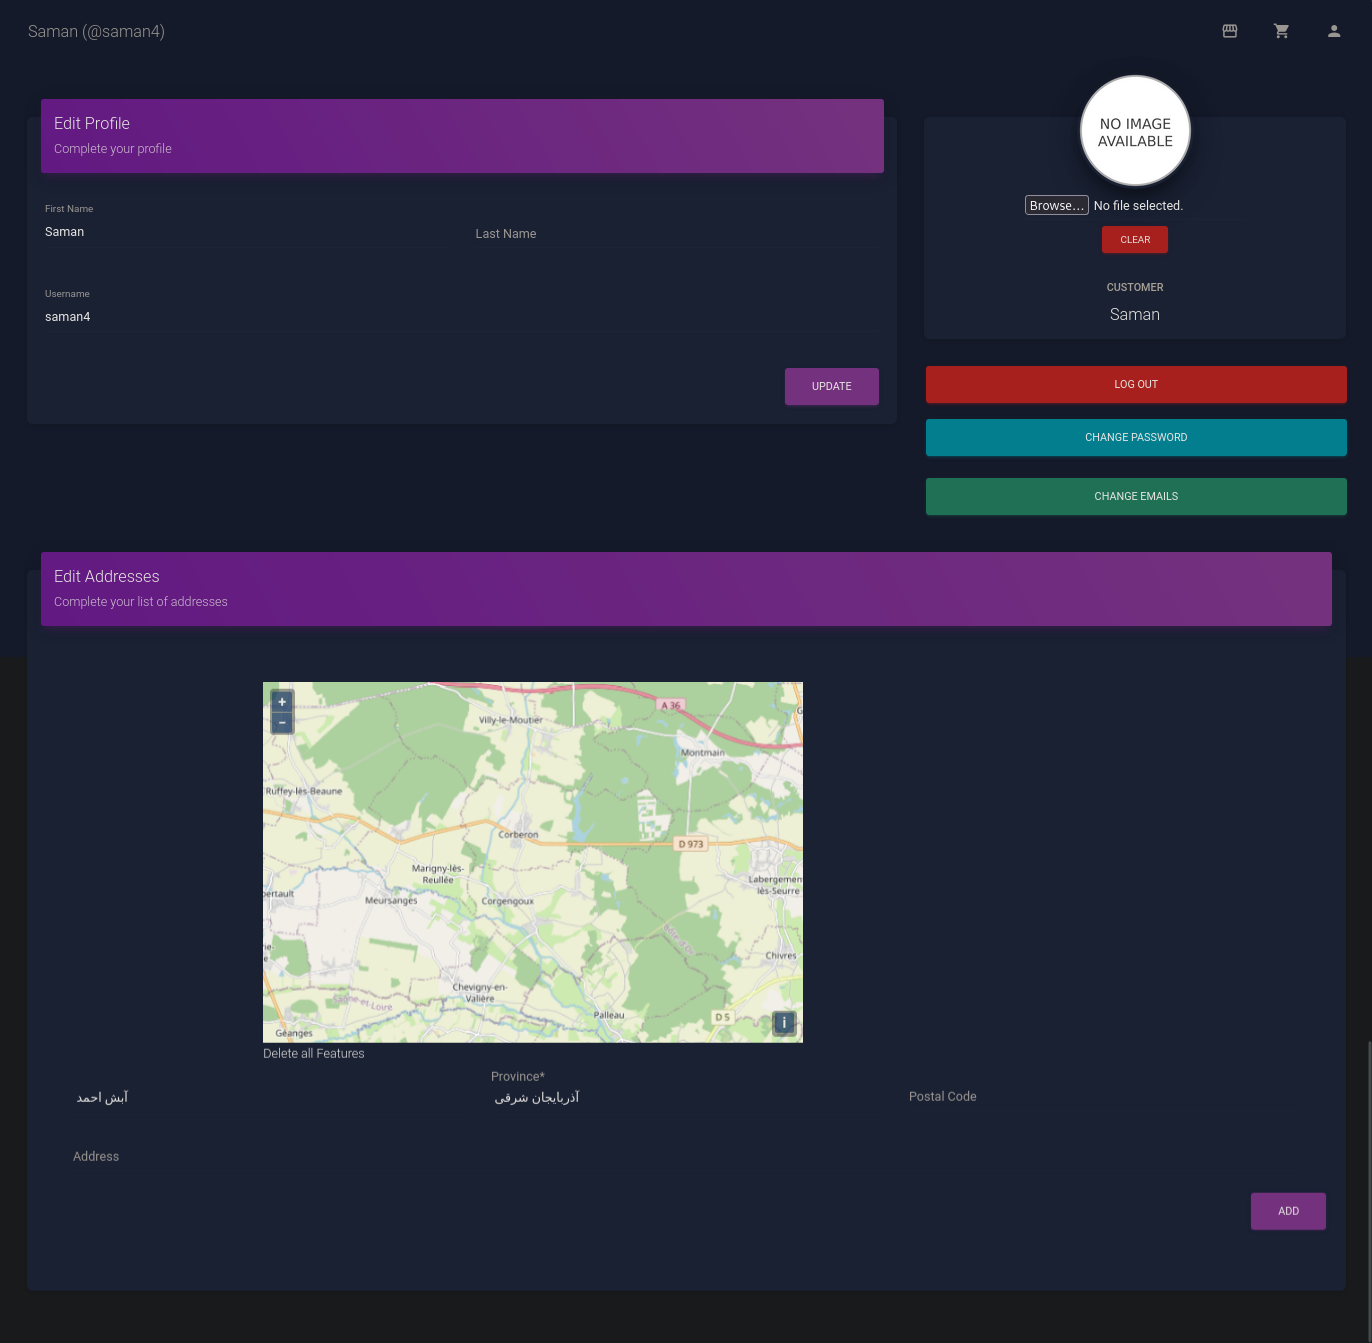 Saman (@saman4)
Edit Profile
Complete your profile
First Name
Saman
Last Name
Username
saman4
UPDATE
NO IMAGE
AVAILABLE
Browse... No file selected.
CLEAR
CUSTOMER
Saman
LOG OUT
CHANGE PASSWORD
CHANGE EMAILS
Edit Addresses
Complete your list of addresses
+
−
A 36
Villy-le-Moutier
Montmain
Ruffey-lès-Beaune
Corberon
D 973
Marigny-lès-
Reullée
Labergement
lès-Seurre
pertault
Meursanges
Corgengoux
Chivres
Chevigny-en-
Valière
Saône-et-Loire
Palleau
D 5
i
Géanges
Delete all Features
Province*
آبش احمد
آذربایجان شرقی
Postal Code
Address
ADD